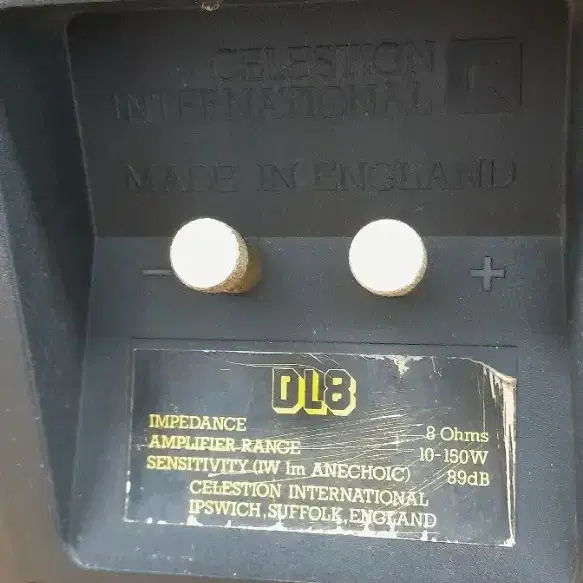 CELESTION
INTERNATIONAL
MADE IN ENGLAND
- +
DL8
IMPEDANCE 8 Ohms
AMPLIFIER RANGE 10-150W
SENSITIVITY (1W 1m ANECHOIC) 89dB
CELESTION INTERNATIONAL
IPSWICH, SUFFOLK, ENGLAND